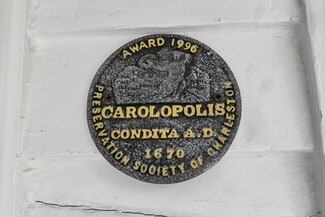 AWARD 1996
CAROLOPOLIS
CONDITA A.D.
1670
PRESERVATION SOCIETY OF CHARLESTON